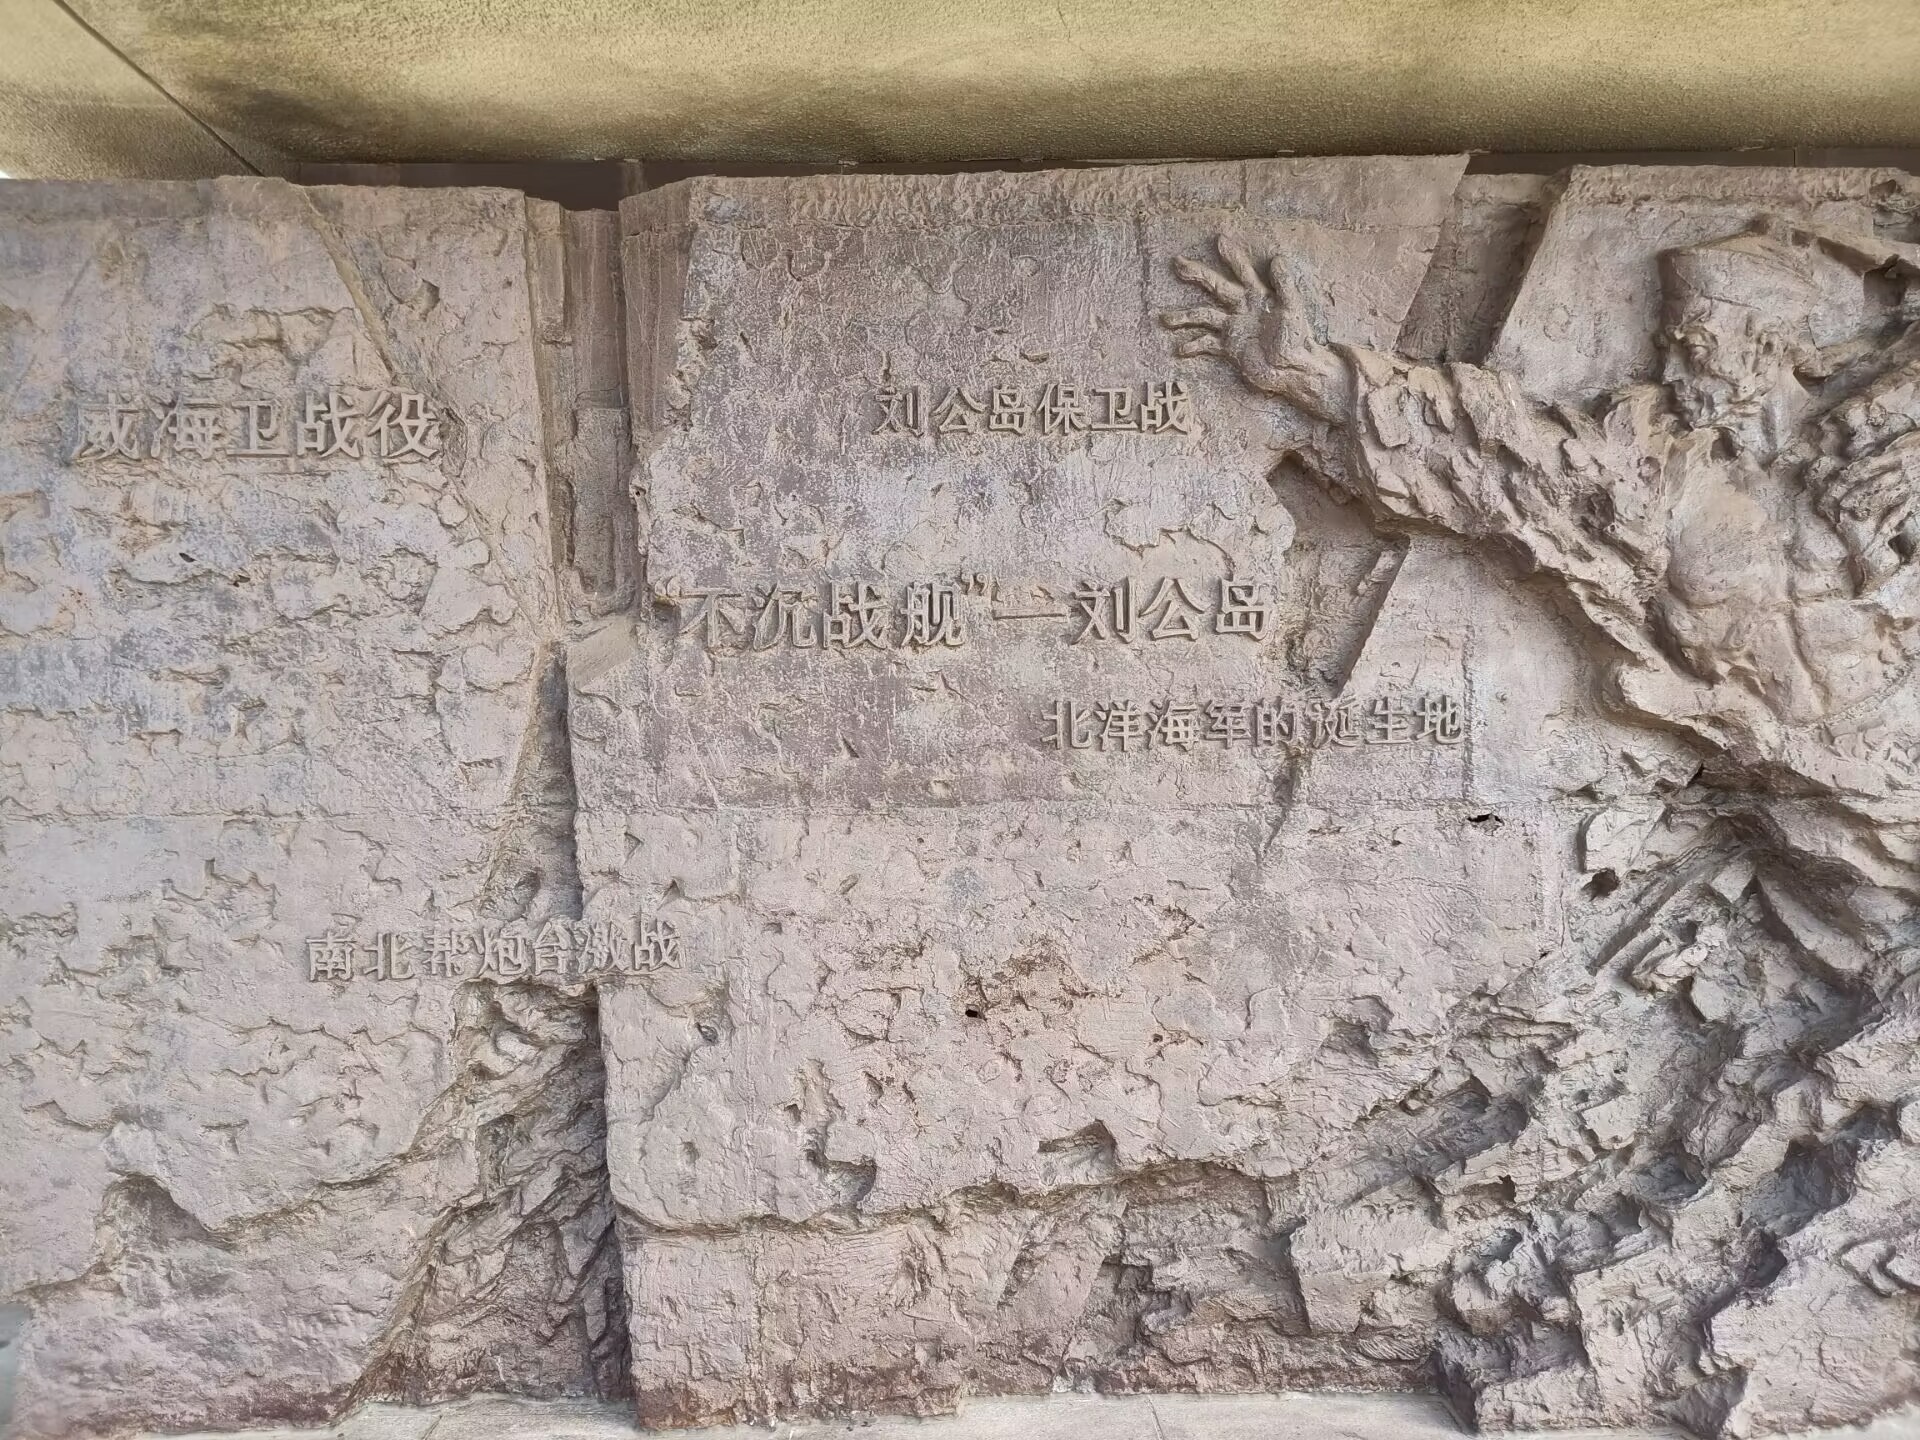 威海卫战役
刘公岛保卫战
“不沉战舰”—刘公岛
北洋海军的诞生地
南北帮炮台激战